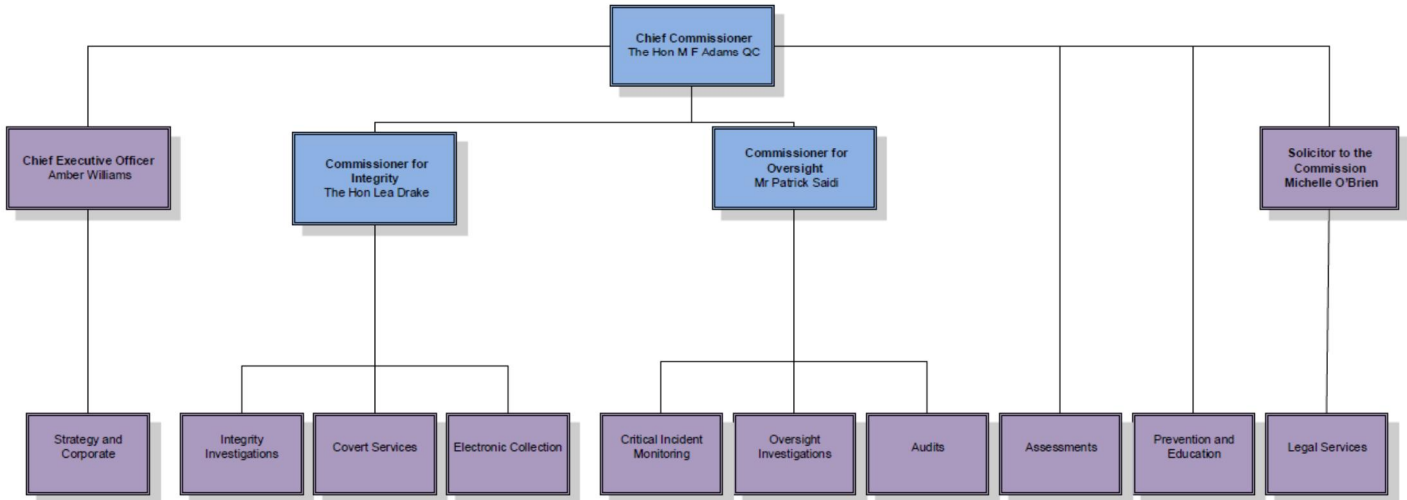 Chief Commissioner
The Hon M F Adams QC
Chief Executive Officer
Amber Williams
Commissioner for
Integrity
The Hon Lea Drake
Commissioner for
Oversight
Mr Patrick Saidi
Solicitor to the
Commission
Michelle O'Brien
Strategy and
Corporate
Integrity
Investigations
Covert Services
Electronic Collection
Critical Incident
Monitoring
Oversight
Investigations
Audits
Assessments
Prevention and
Education
Legal Services